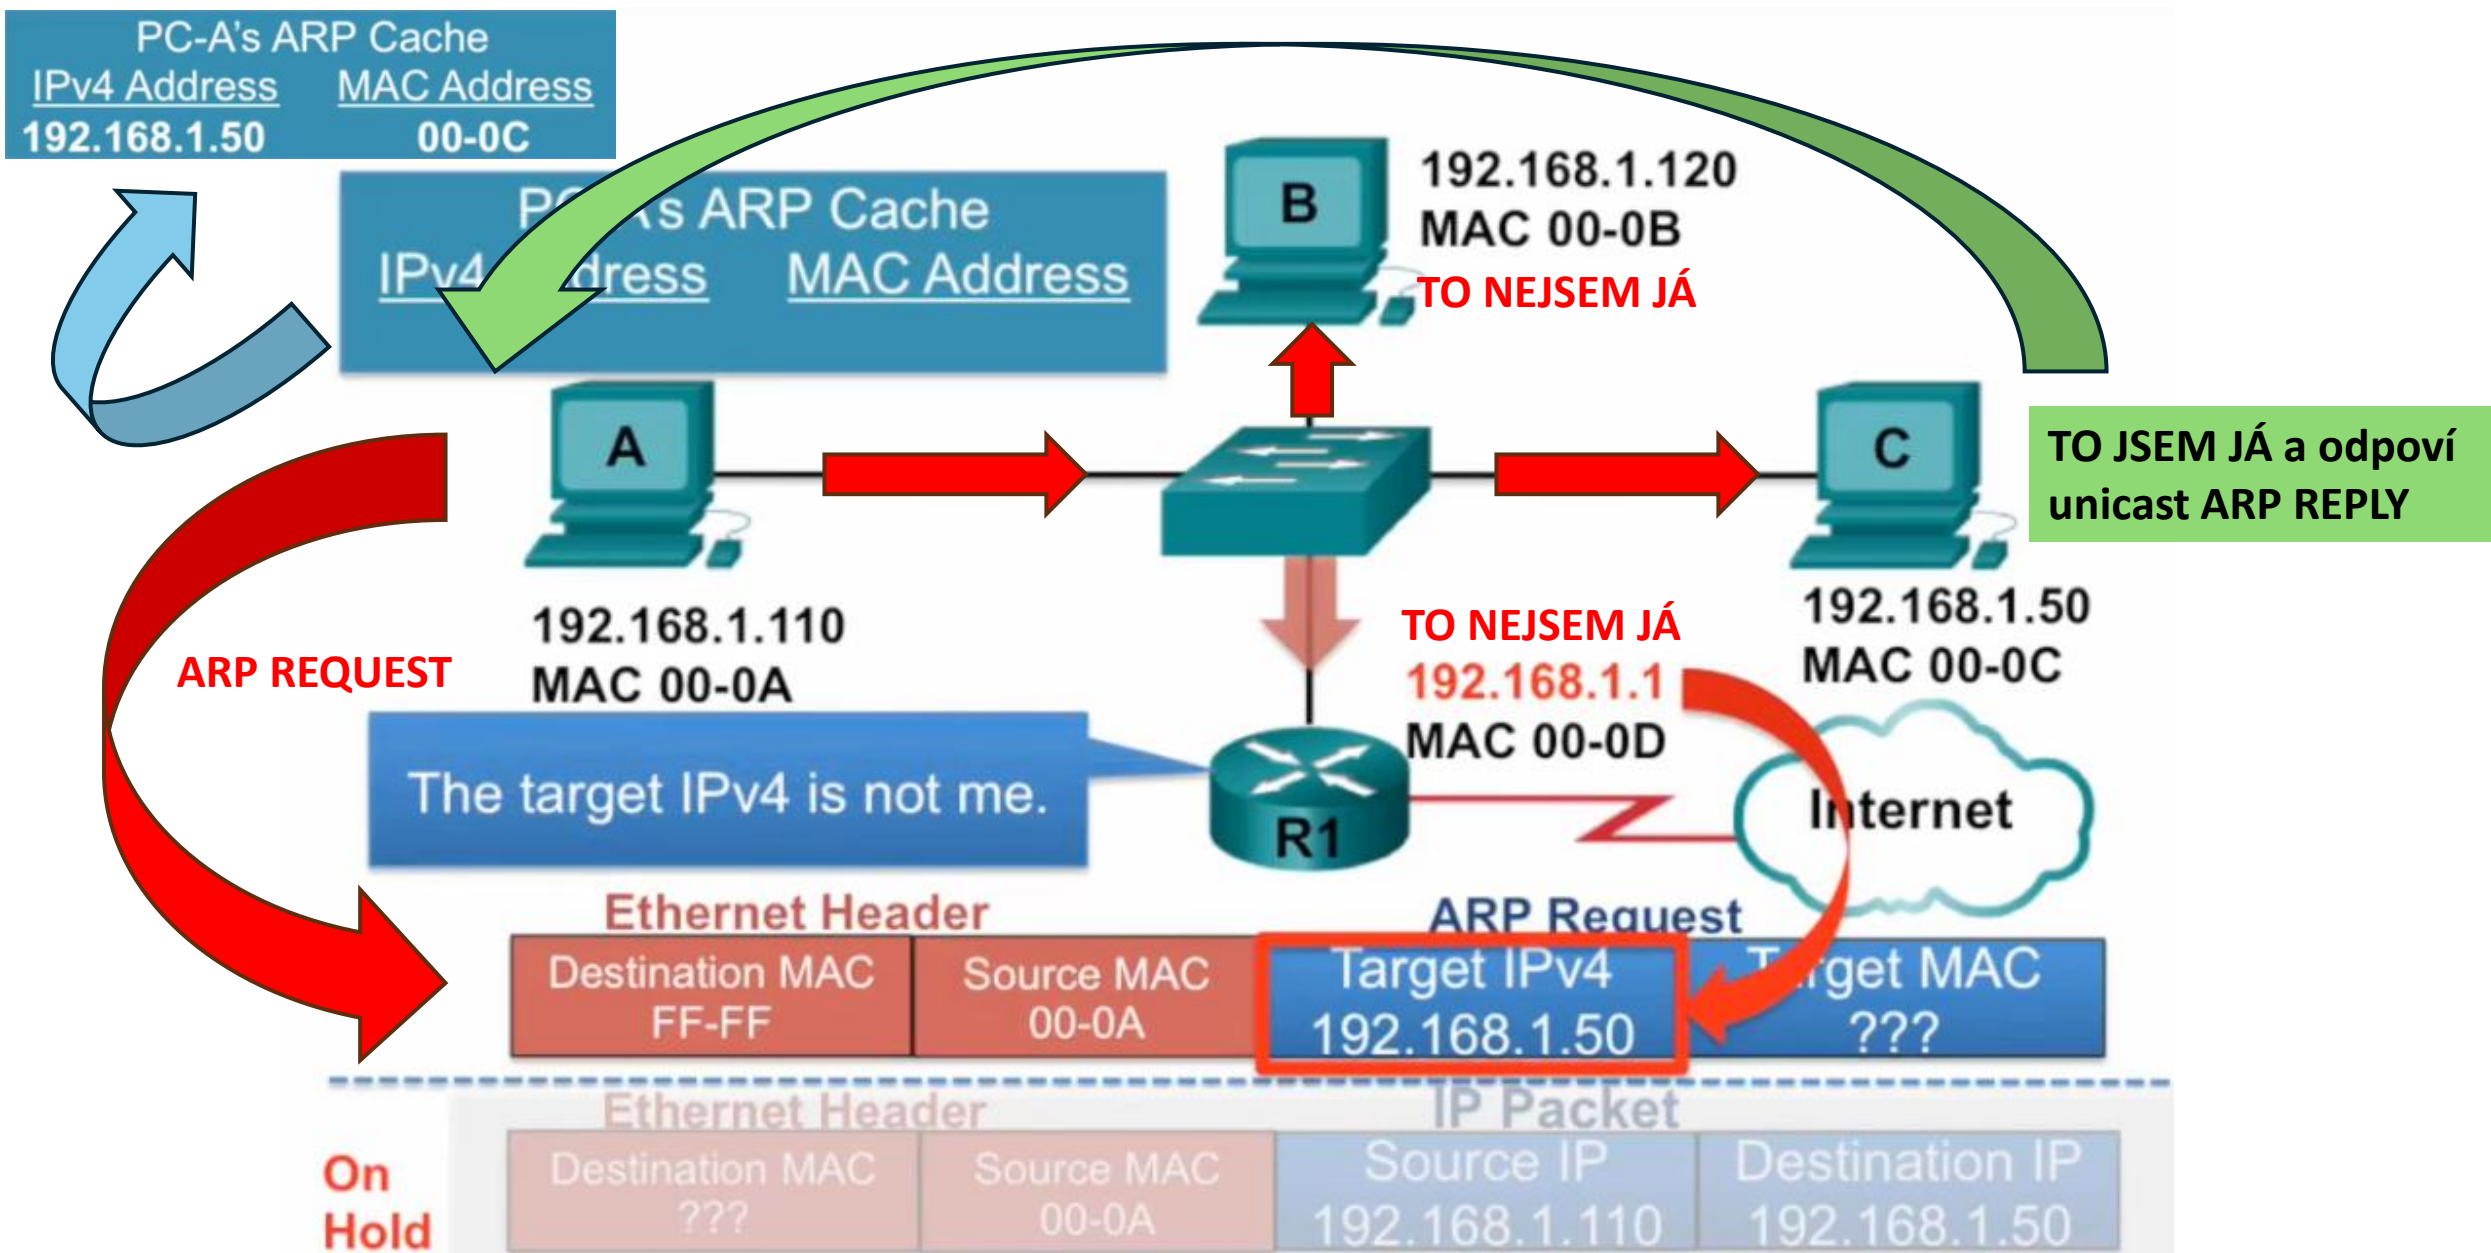 PC-A's ARP Cache
IPv4 Address MAC Address
192.168.1.50 00-0C
PC-A's ARP Cache
IPv4 Address MAC Address
B
192.168.1.120
MAC 00-0B
TO NEJSEM JÁ
A
C
TO JSEM JÁ a odpoví
unicast ARP REPLY
192.168.1.110
MAC 00-0A
ARP REQUEST
TO NEJSEM JÁ
192.168.1.1
MAC 00-0D
192.168.1.50
MAC 00-0C
The target IPv4 is not me.
R1
Internet
Ethernet Header ARP Request
Destination MAC Source MAC Target IPv4 Target MAC
FF-FF 00-0A 192.168.1.50 ???
Ethernet Header IP Packet
On
Hold
Destination MAC Source MAC Source IP Destination IP
??? 00-0A 192.168.1.110 192.168.1.50